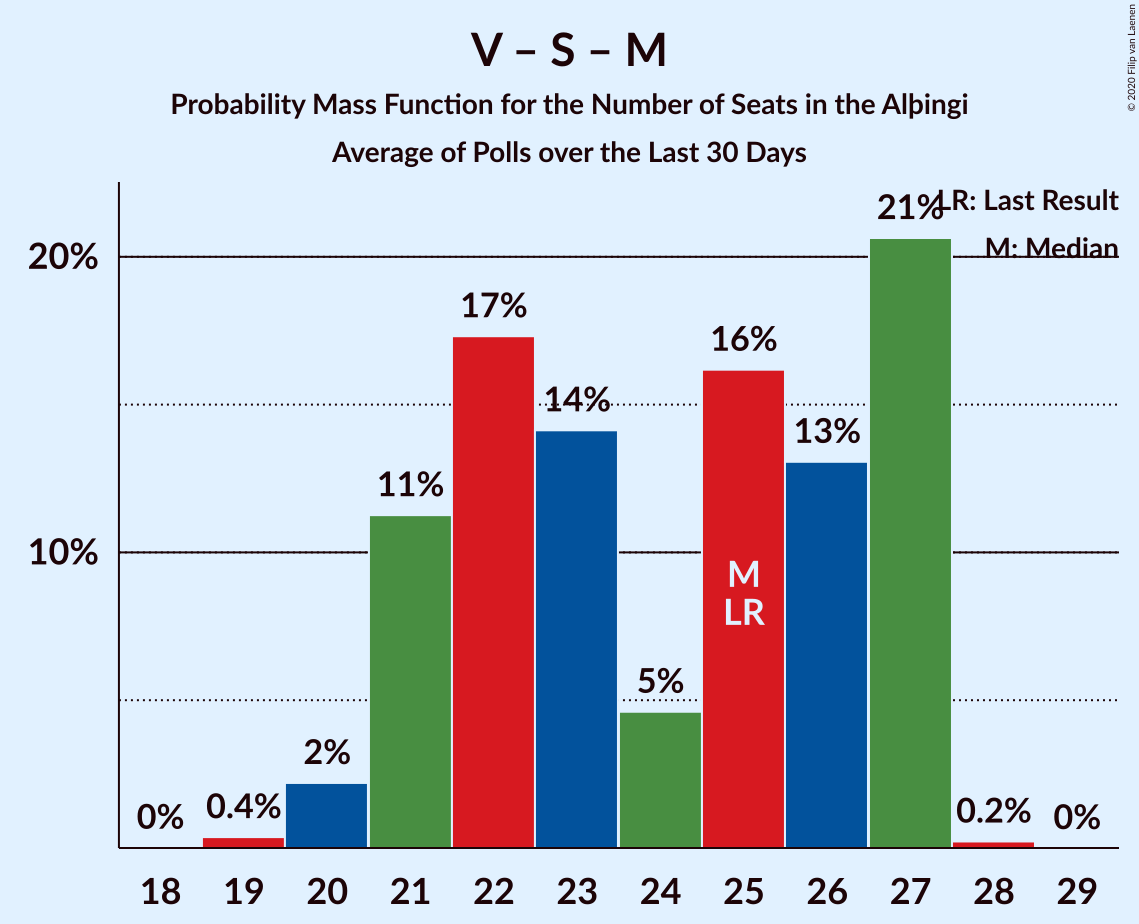 V – S – M
Probability Mass Function for the Number of Seats in the Alþingi
Average of Polls over the Last 30 Days
© 2020 Filip van Laenen
LR: Last Result
M: Median
20%
10%
0%
0.4%
2%
11%
17%
14%
5%
16%
13%
21%
0.2%
0%
M
LR
18 19 20 21 22 23 24 25 26 27 28 29